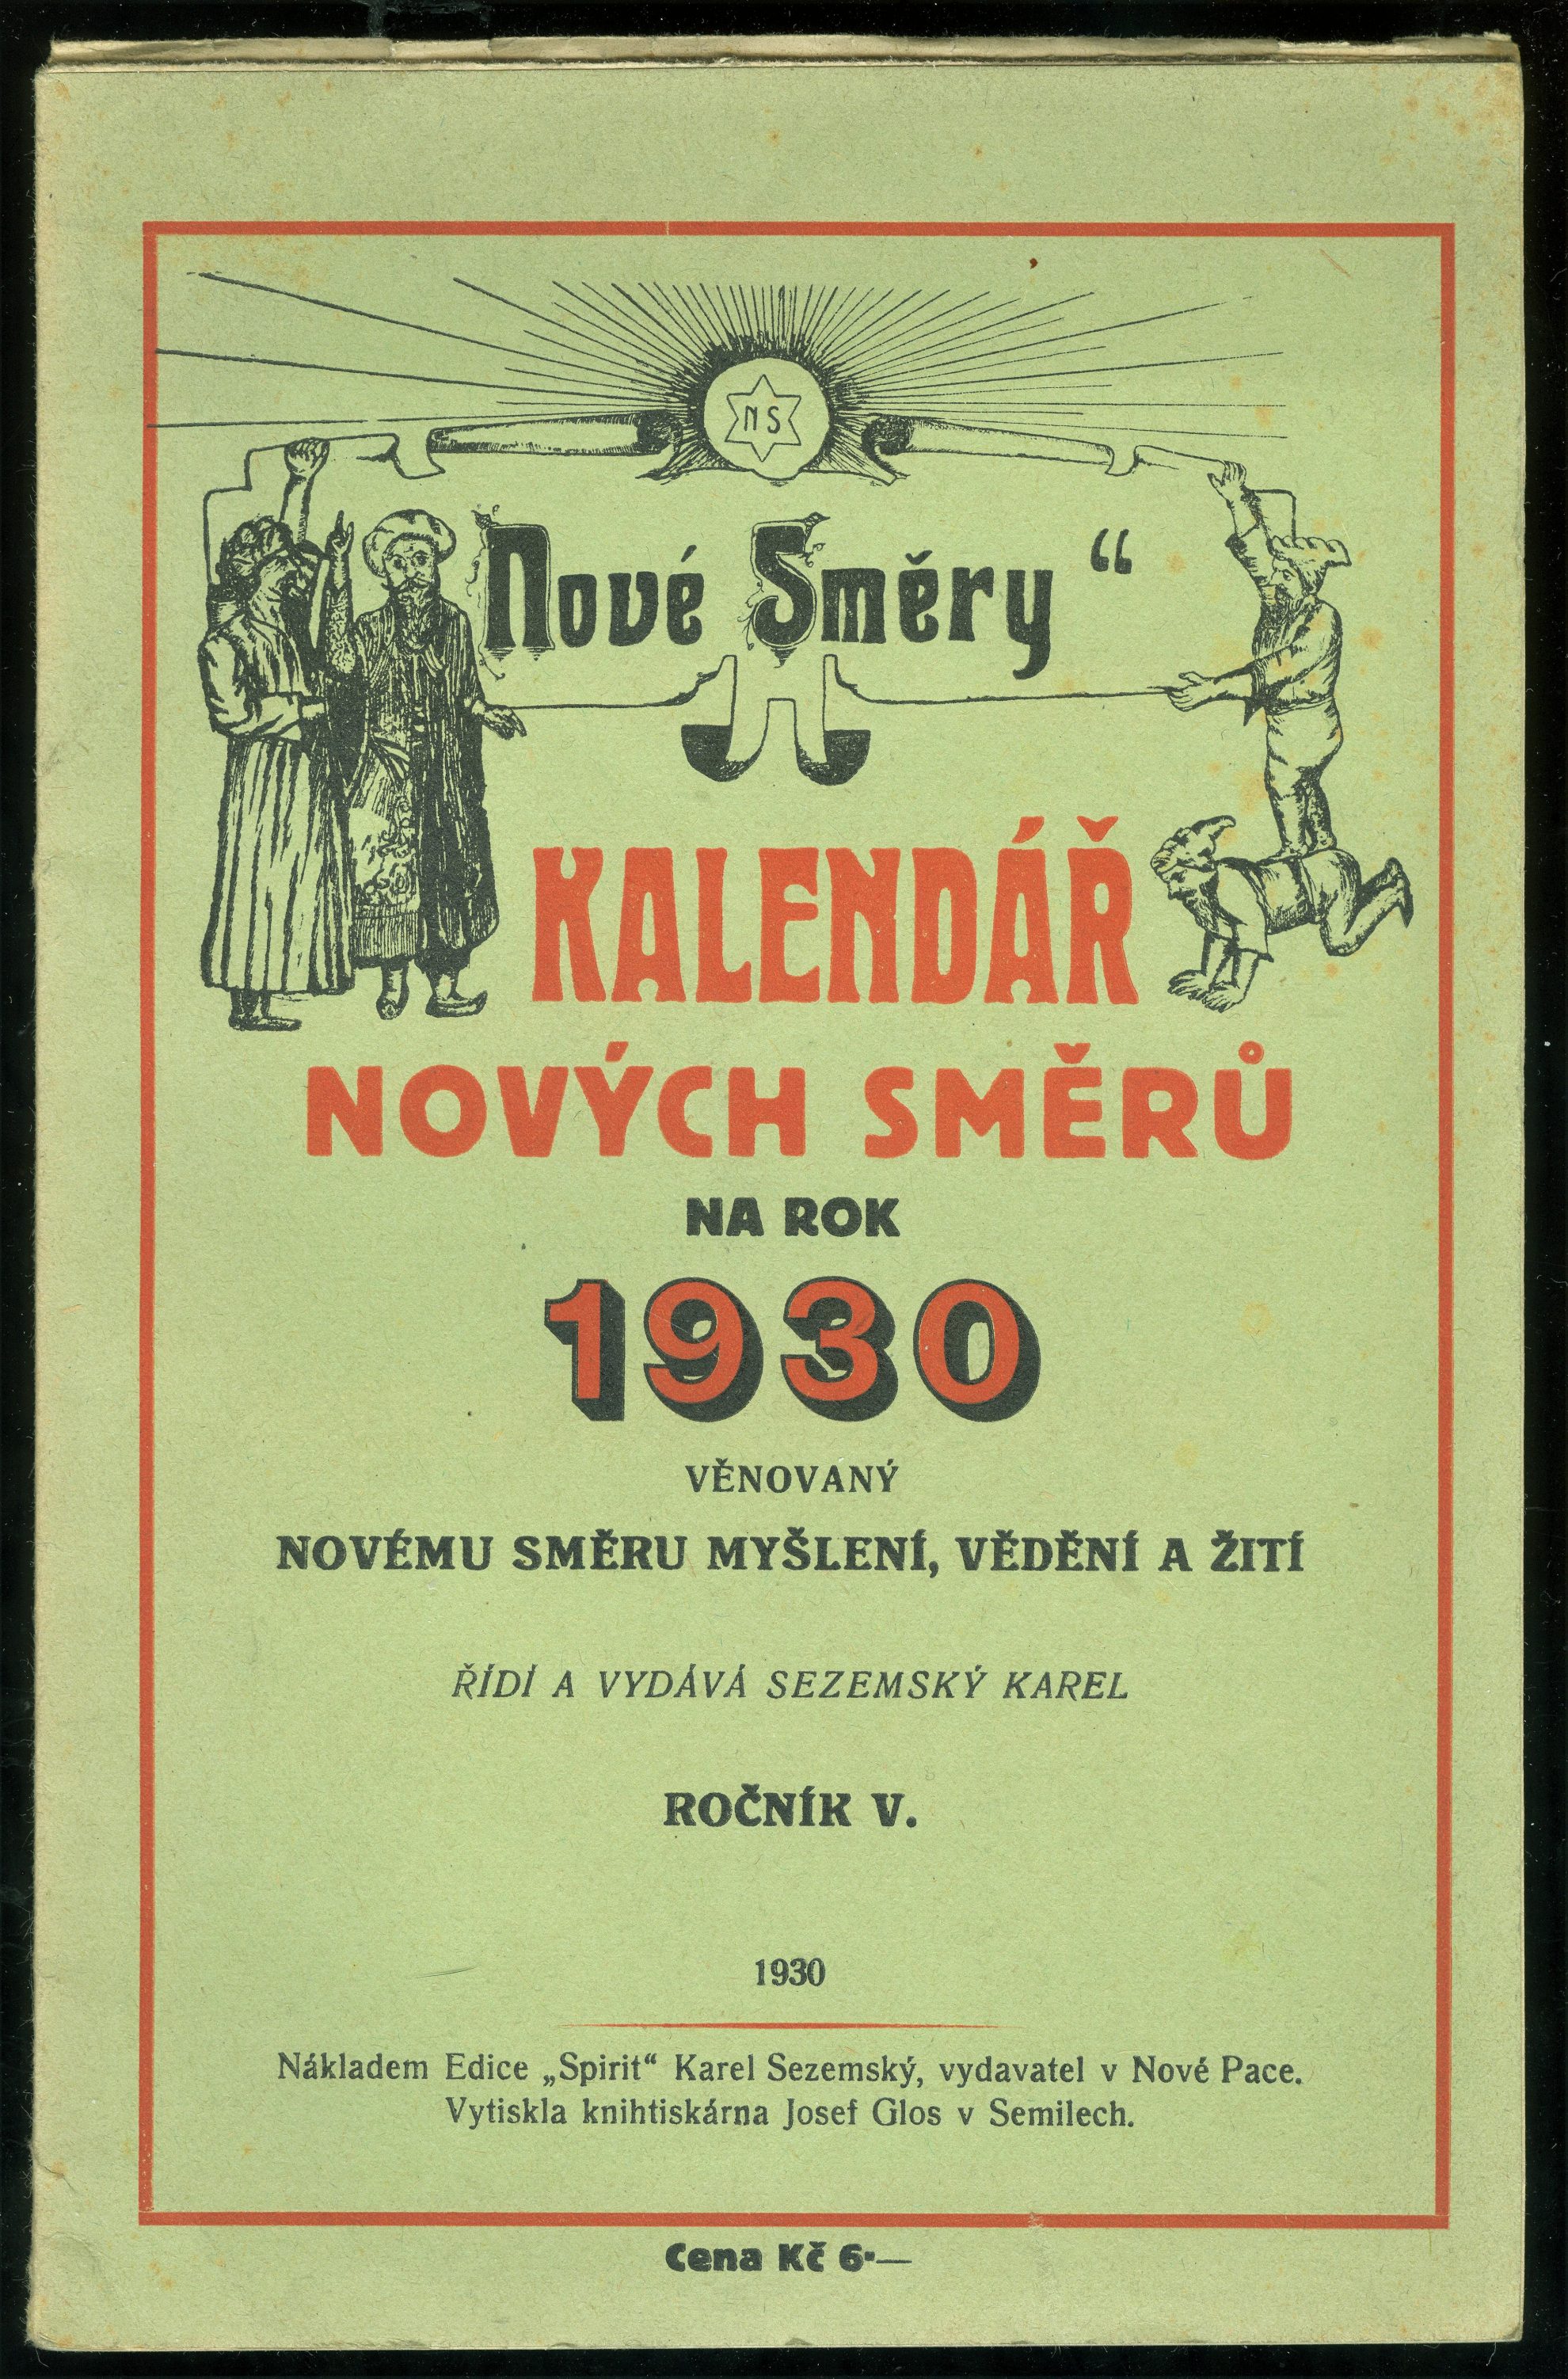 NS
Nové Směry“
KALENDÁŘ
NOVÝCH SMĚRŮ
NA ROK
1930
VĚNOVANÝ
NOVÉMU SMĚRU MYŠLENÍ, VĚDĚNÍ A ŽITÍ
ŘÍDÍ A VYDÁVÁ SEZEMSKÝ KAREL
ROČNÍK V.
1930
Nákladem Edice „Spirit“ Karel Sezemský, vydavatel v Nové Pace.
Vytiskla knihtiskárna Josef Glos v Semilech.
Cena Kč 6·—